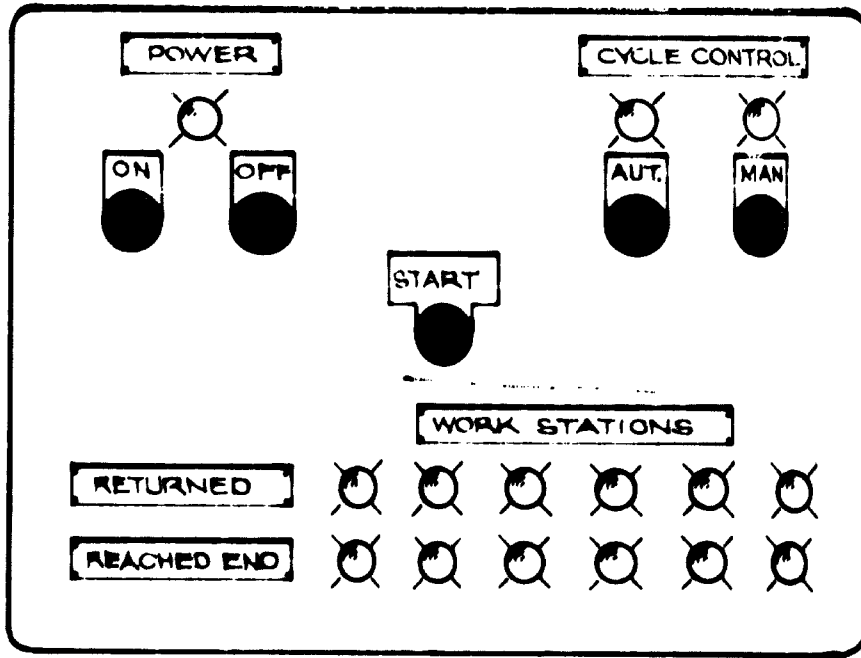 POWER
CYCLE CONTROL
ON
OFF
AUT.
MAN
START
WORK STATIONS
RETURNED
REACHED END